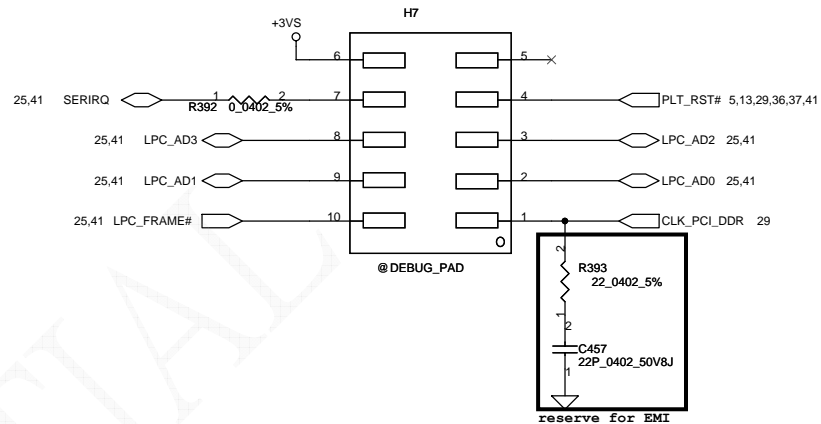 H7
+3VS
6
5
25,41 SERIRQ
1
2
R392 0_0402_5%
7
4
PLT_RST# 5,13,29,36,37,41
25,41 LPC_AD3
8
3
LPC_AD2 25,41
25,41 LPC_AD1
9
2
LPC_AD0 25,41
25,41 LPC_FRAME#
10
1
CLK_PCI_DDR 29
@DEBUG_PAD
2
R393
22_0402_5%
1
2
C457
22P_0402_50V8J
1
reserve for EMI
TIAL